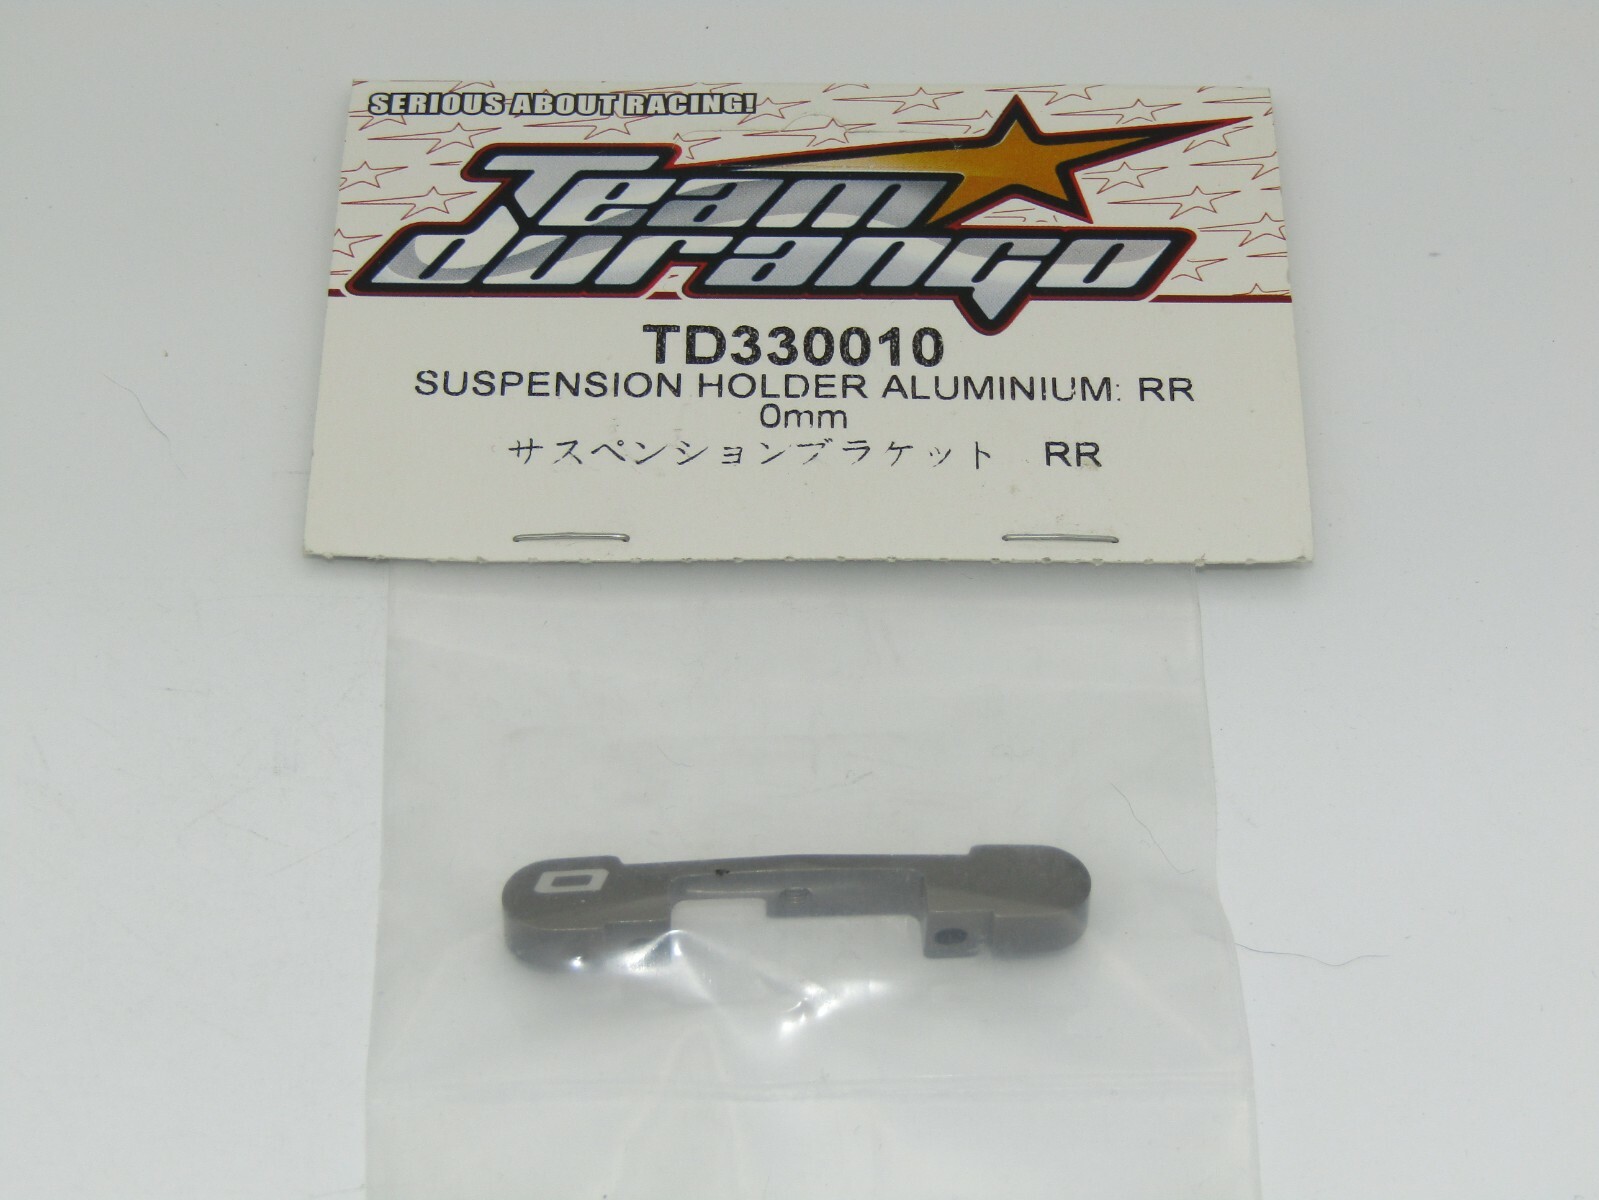 SERIOUS ABOUT RACING!
Team
durango
TD330010
SUSPENSION HOLDER ALUMINIUM: RR
0mm
サスペンションブラケット RR
0